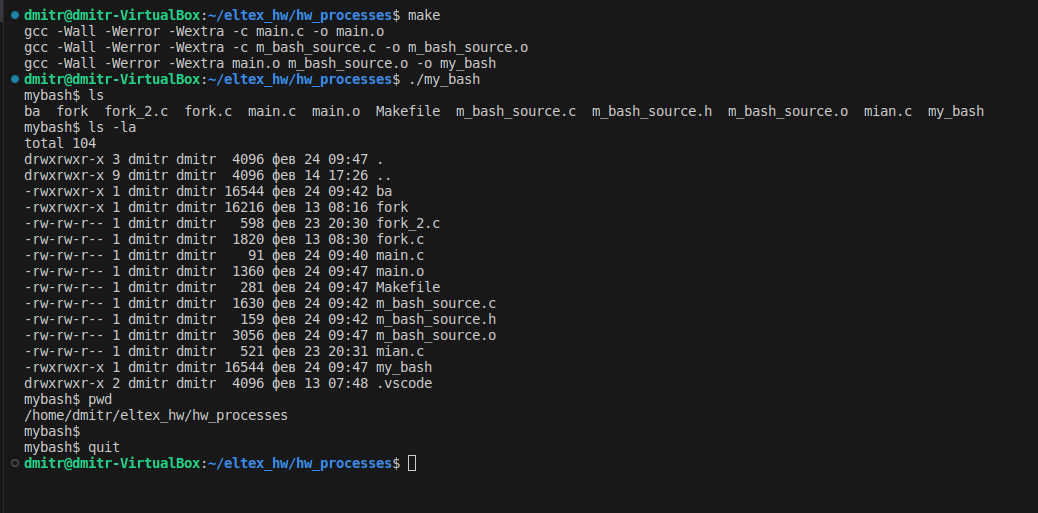 dmitr@dmitr-VirtualBox:~/eltex_hw/hw_processes$ make
gcc -Wall -Werror -Wextra -c main.c -o main.o
gcc -Wall -Werror -Wextra -c m_bash_source.c -o m_bash_source.o
gcc -Wall -Werror -Wextra main.o m_bash_source.o -o my_bash
dmitr@dmitr-VirtualBox:~/eltex_hw/hw_processes$ ./my_bash
mybash$ ls
ba  fork  fork_2.c  fork.c  main.c  main.o  Makefile  m_bash_source.c  m_bash_source.h  m_bash_source.o  mian.c  my_bash
mybash$ ls -la
total 104
drwxrwxr-x 3 dmitr dmitr  4096 фев 24 09:47 .
drwxrwxr-x 9 dmitr dmitr  4096 фев 14 17:26 ..
-rwxrwxr-x 1 dmitr dmitr 16544 фев 24 09:42 ba
-rwxrwxr-x 1 dmitr dmitr 16216 фев 13 08:16 fork
-rw-rw-r-- 1 dmitr dmitr   598 фев 23 20:30 fork_2.c
-rw-rw-r-- 1 dmitr dmitr  1820 фев 13 08:30 fork.c
-rw-rw-r-- 1 dmitr dmitr    91 фев 24 09:40 main.c
-rw-rw-r-- 1 dmitr dmitr  1360 фев 24 09:47 main.o
-rw-rw-r-- 1 dmitr dmitr   281 фев 24 09:47 Makefile
-rw-rw-r-- 1 dmitr dmitr  1630 фев 24 09:42 m_bash_source.c
-rw-rw-r-- 1 dmitr dmitr   159 фев 24 09:42 m_bash_source.h
-rw-rw-r-- 1 dmitr dmitr  3056 фев 24 09:47 m_bash_source.o
-rw-rw-r-- 1 dmitr dmitr   521 фев 23 20:31 mian.c
-rwxrwxr-x 1 dmitr dmitr 16544 фев 24 09:47 my_bash
drwxrwxr-x 2 dmitr dmitr  4096 фев 13 07:48 .vscode
mybash$ pwd
/home/dmitr/eltex_hw/hw_processes
mybash$
mybash$ quit
dmitr@dmitr-VirtualBox:~/eltex_hw/hw_processes$